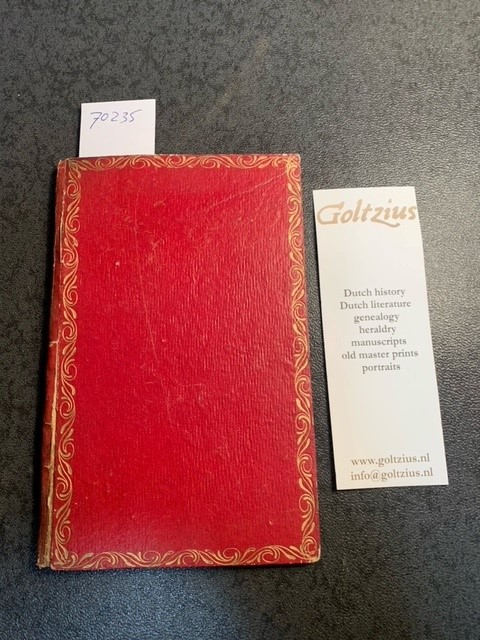 70235
Goltzius
Dutch history
Dutch literature
genealogy
heraldry
manuscripts
old master prints
portraits
www.goltzius.nl
info@goltzius.nl